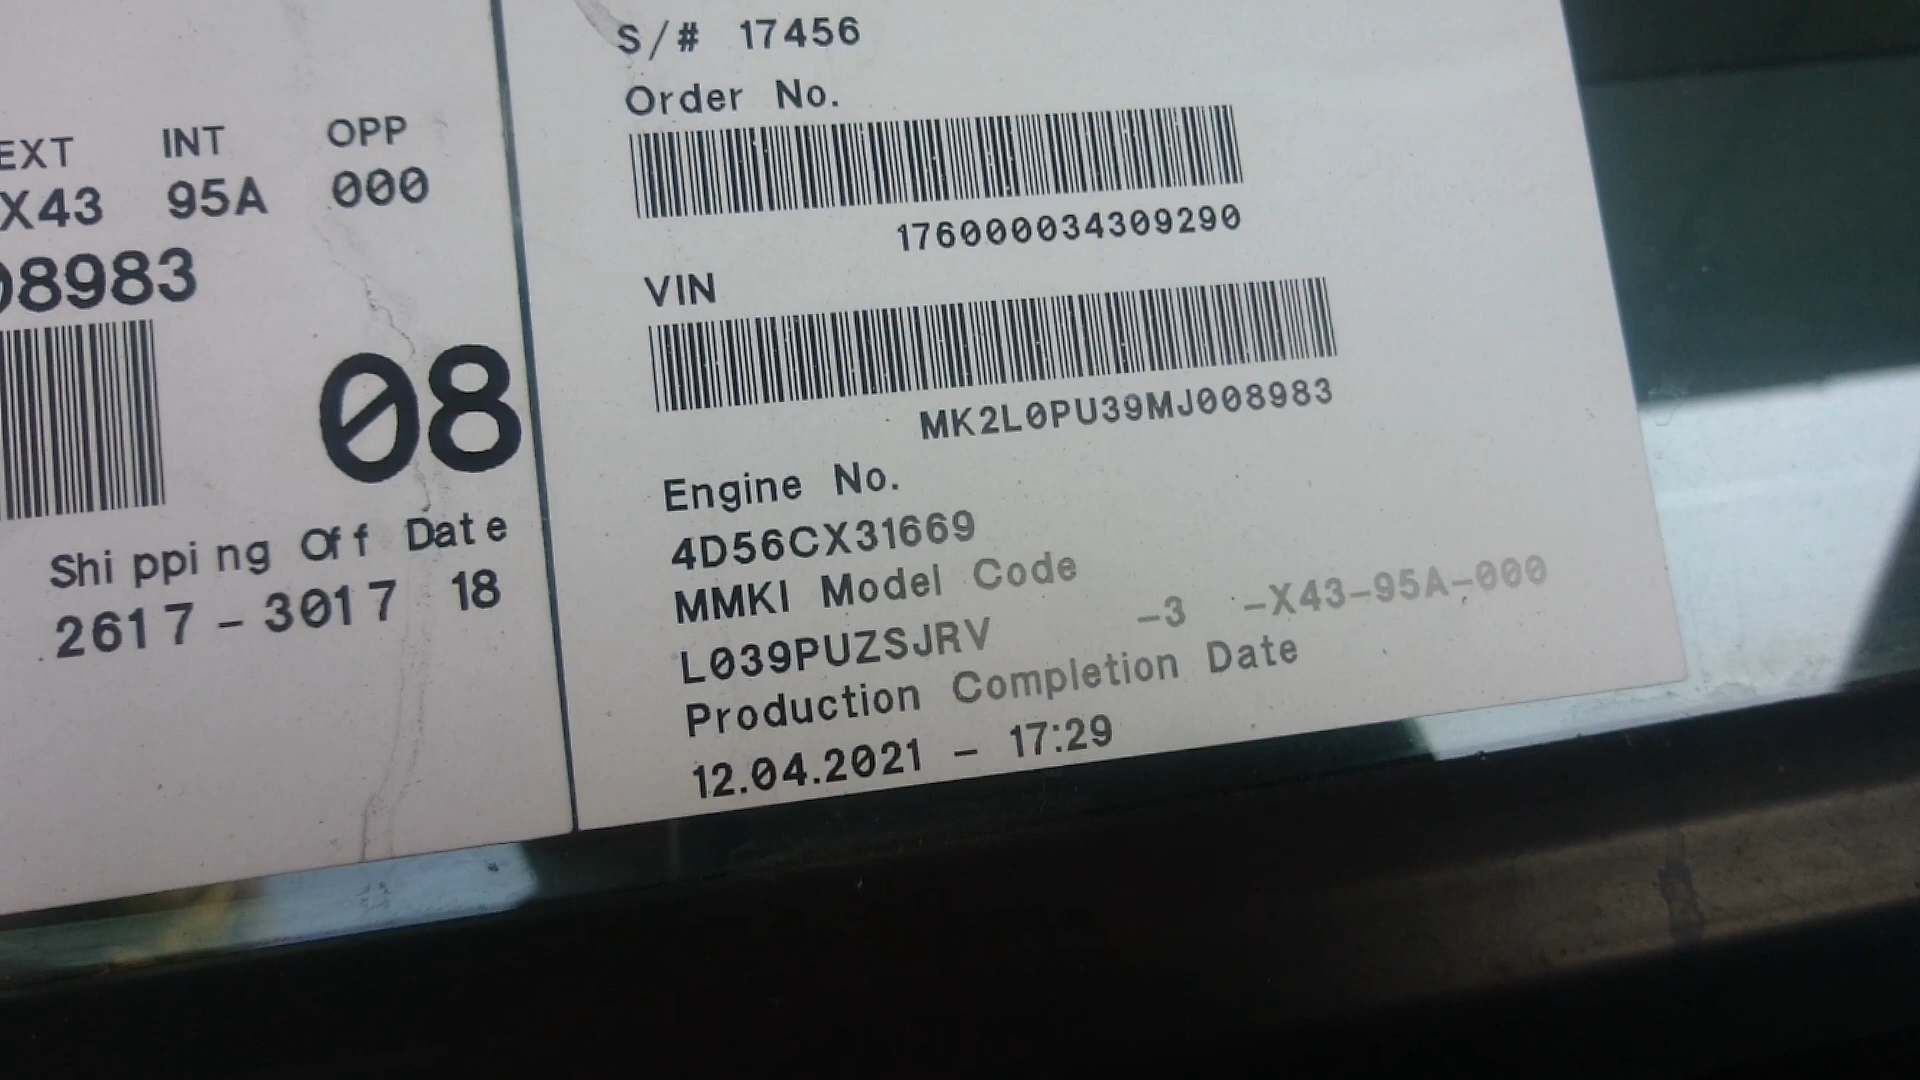 EXT INT OPP
X43 95A 000
08983
08
Shipping Off Date
2617-3017 18
S/# 17456
Order No.
176000034309290
VIN
MK2L0PU39MJ008983
Engine No.
4D56CX31669
MMKI Model Code
L039PUZSJRV -3 -X43-95A-000
Production Completion Date
12.04.2021 - 17:29